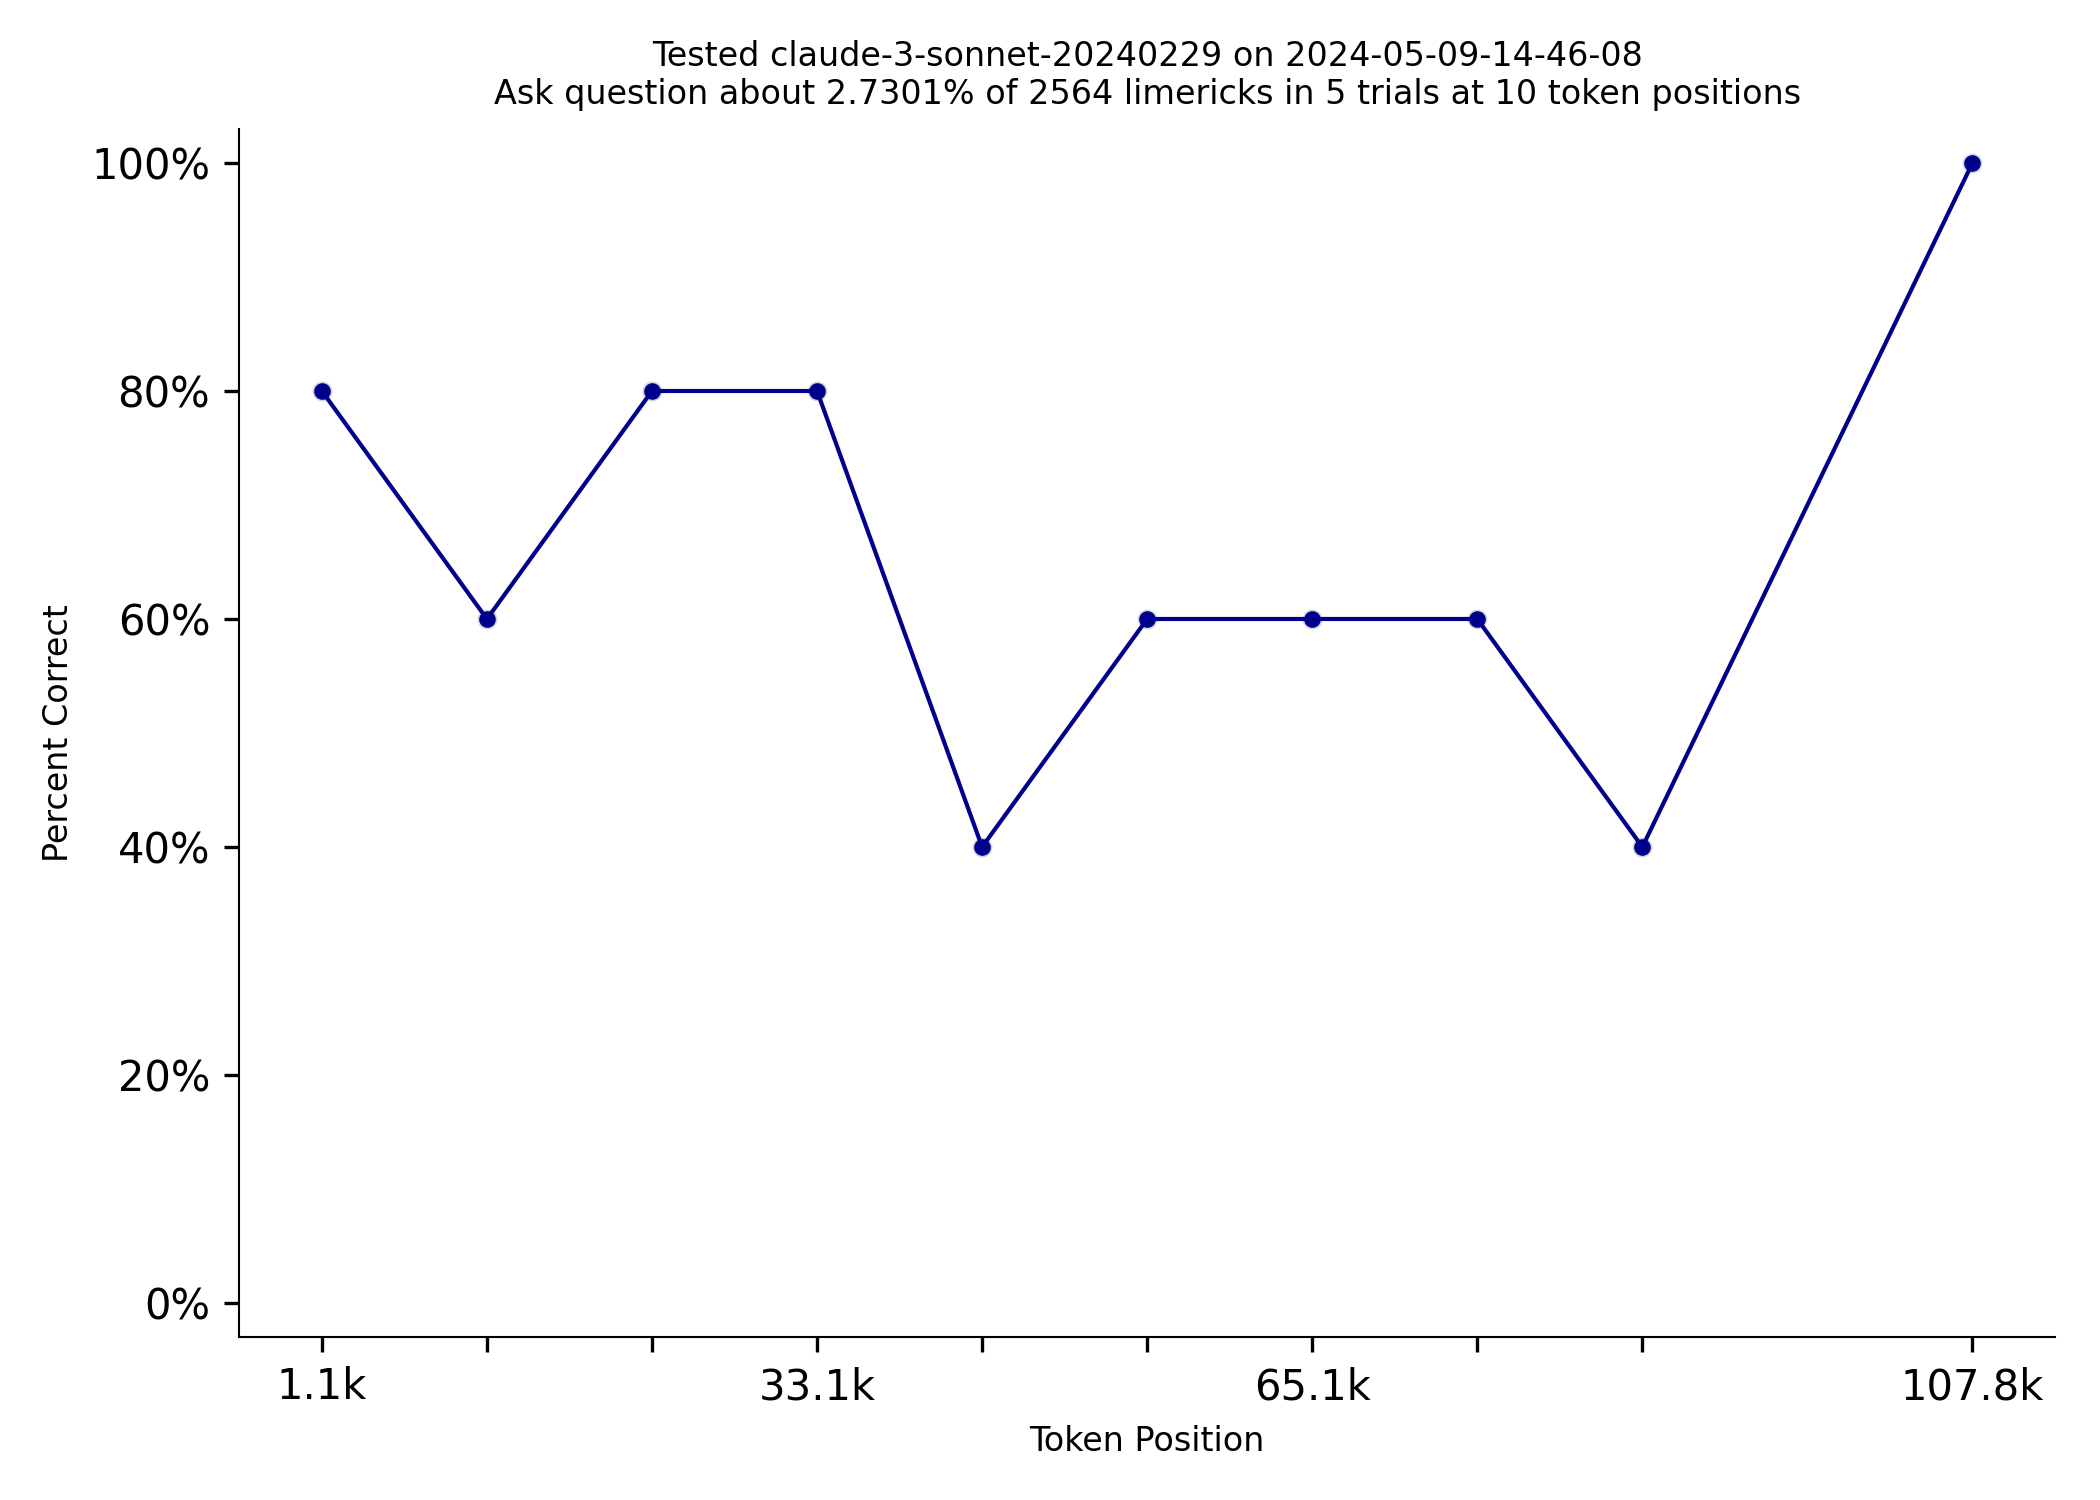 Tested claude-3-sonnet-20240229 on 2024-05-09-14-46-08
Ask question about 2.7301% of 2564 limericks in 5 trials at 10 token positions
100%
80%
60%
40%
20%
0%
Percent Correct
1.1k
33.1k
65.1k
107.8k
Token Position